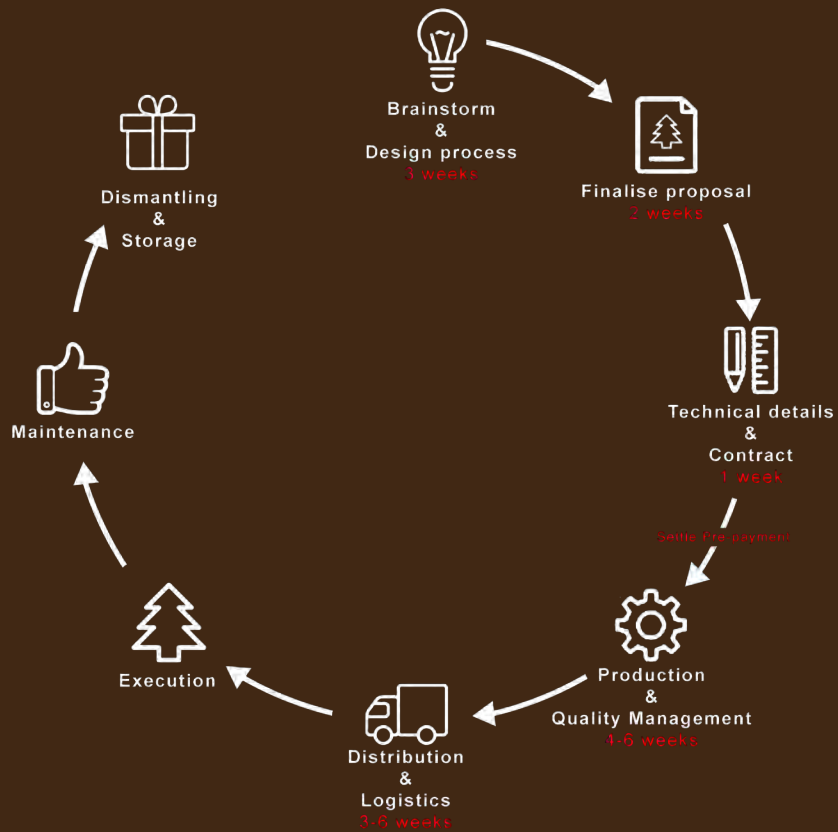 Brainstorm
&
Design process
3 weeks
Finalise proposal
2 weeks
Technical details
&
Contract
1 week
Settle Pre-payment
Production
&
Quality Management
4-6 weeks
Distribution
&
Logistics
3-6 weeks
Execution
Maintenance
Dismantling
&
Storage